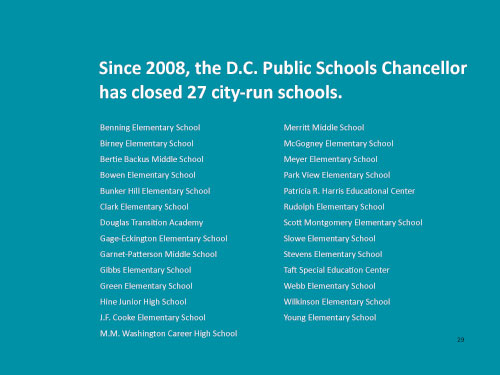 Since 2008, the D.C. Public Schools Chancellor
has closed 27 city-run schools.
Benning Elementary School
Birney Elementary School
Bertie Backus Middle School
Bowen Elementary School
Bunker Hill Elementary School
Clark Elementary School
Douglas Transition Academy
Gage-Eckington Elementary School
Garnet-Patterson Middle School
Gibbs Elementary School
Green Elementary School
Hine Junior High School
J.F. Cooke Elementary School
M.M. Washington Career High School
Merritt Middle School
McGogney Elementary School
Meyer Elementary School
Park View Elementary School
Patricia R. Harris Educational Center
Rudolph Elementary School
Scott Montgomery Elementary School
Slowe Elementary School
Stevens Elementary School
Taft Special Education Center
Webb Elementary School
Wilkinson Elementary School
Young Elementary School